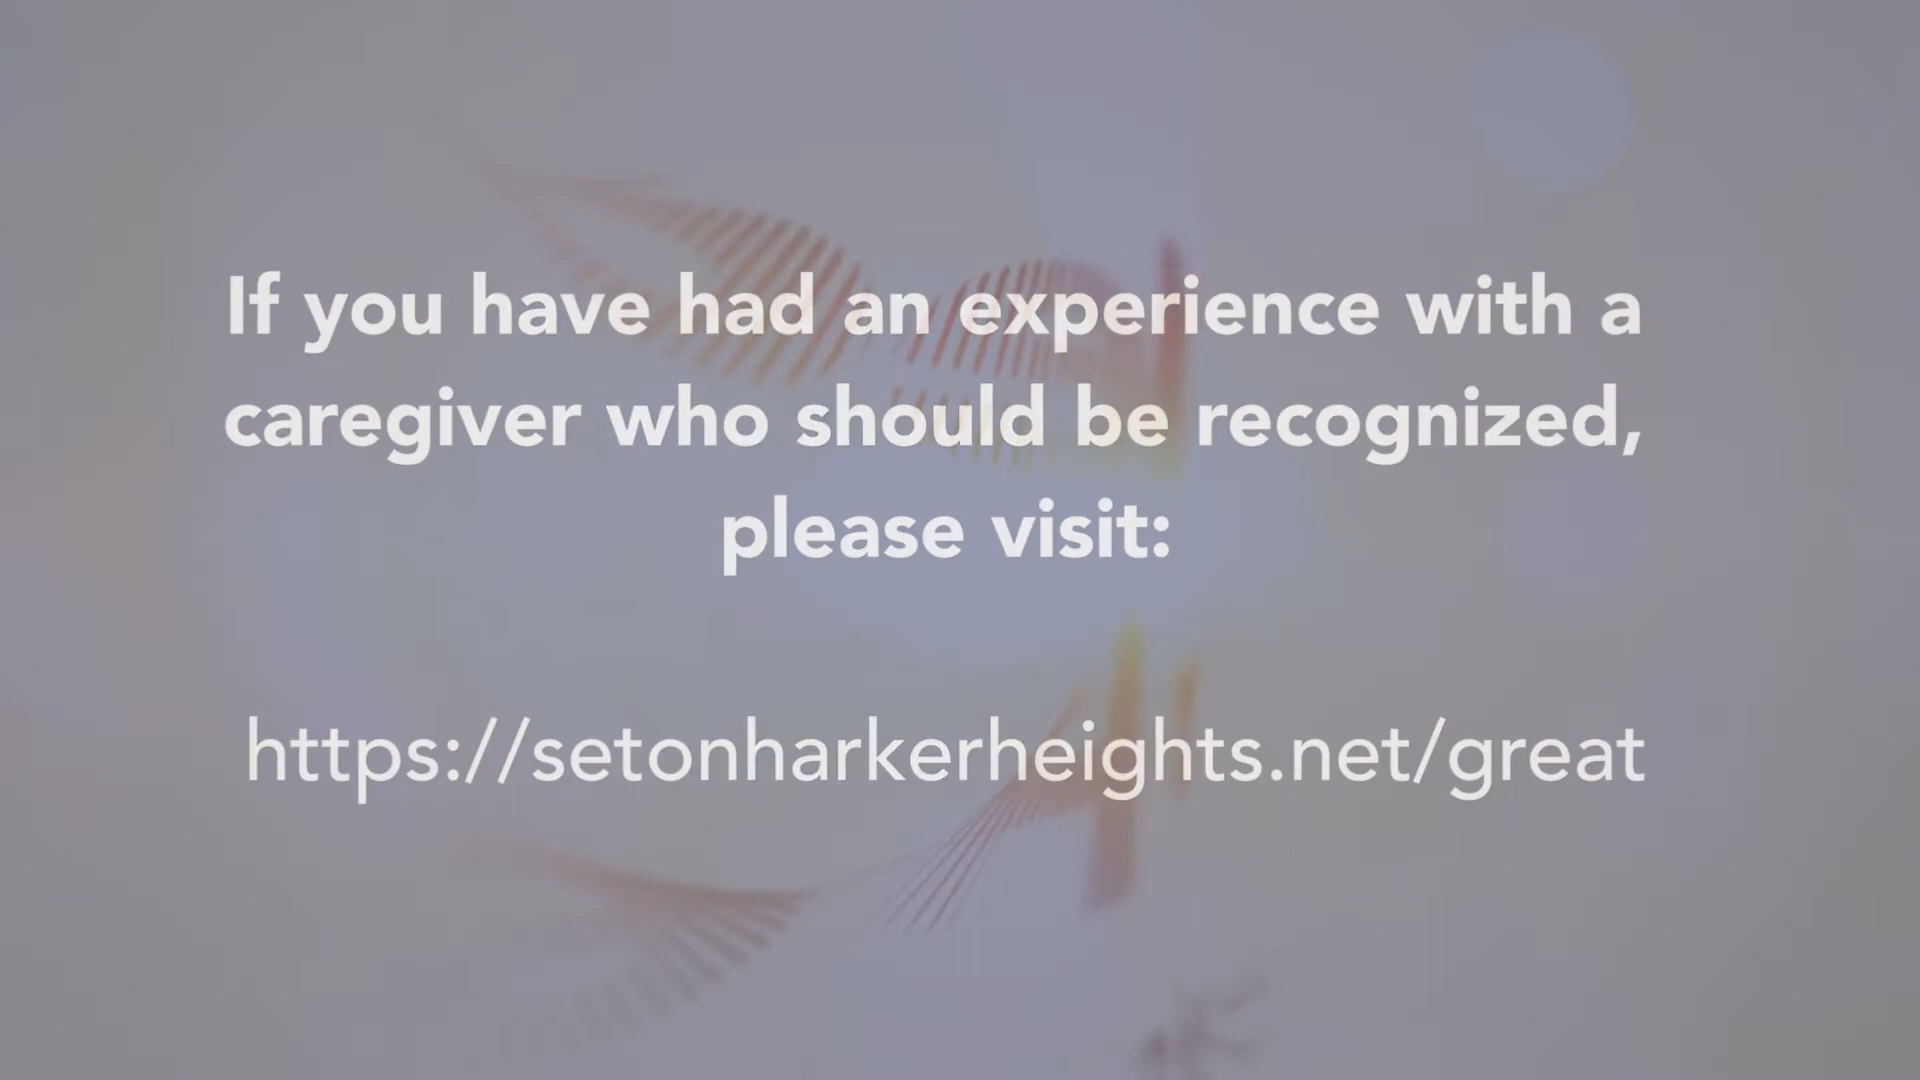 If you have had an experience with a
caregiver who should be recognized,
please visit:
https://setonharkerheights.net/great